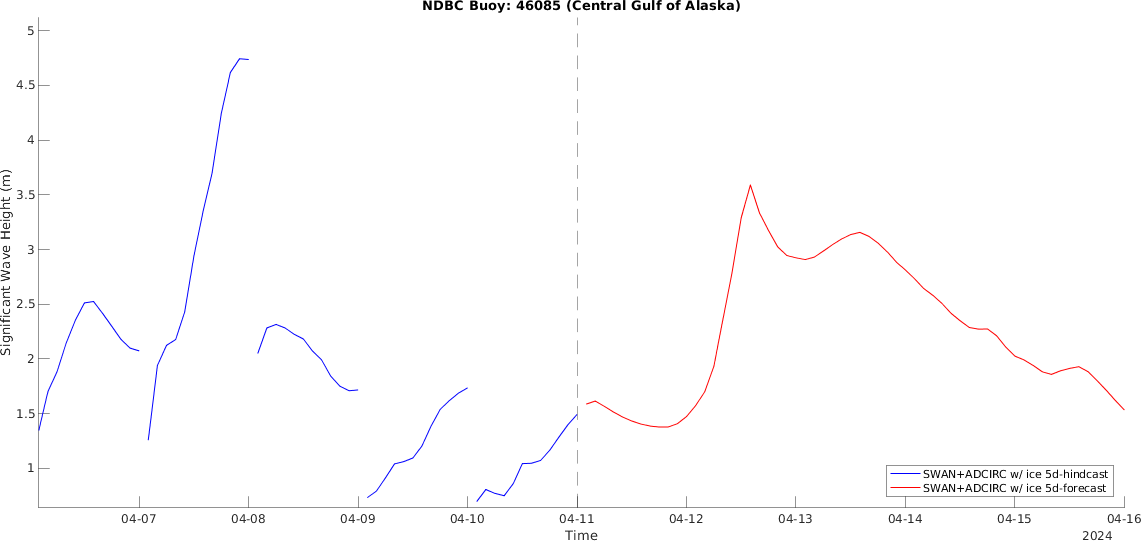 NDBC Buoy: 46085 (Central Gulf of Alaska)
5
4.5
4
3.5
3
2.5
2
1.5
1
Significant Wave Height (m)
SWAN+ADCIRC w/ ice 5d-hindcast
SWAN+ADCIRC w/ ice 5d-forecast
04-07 04-08 04-09 04-10 04-11 04-12 04-13 04-14 04-15 04-16
Time
2024